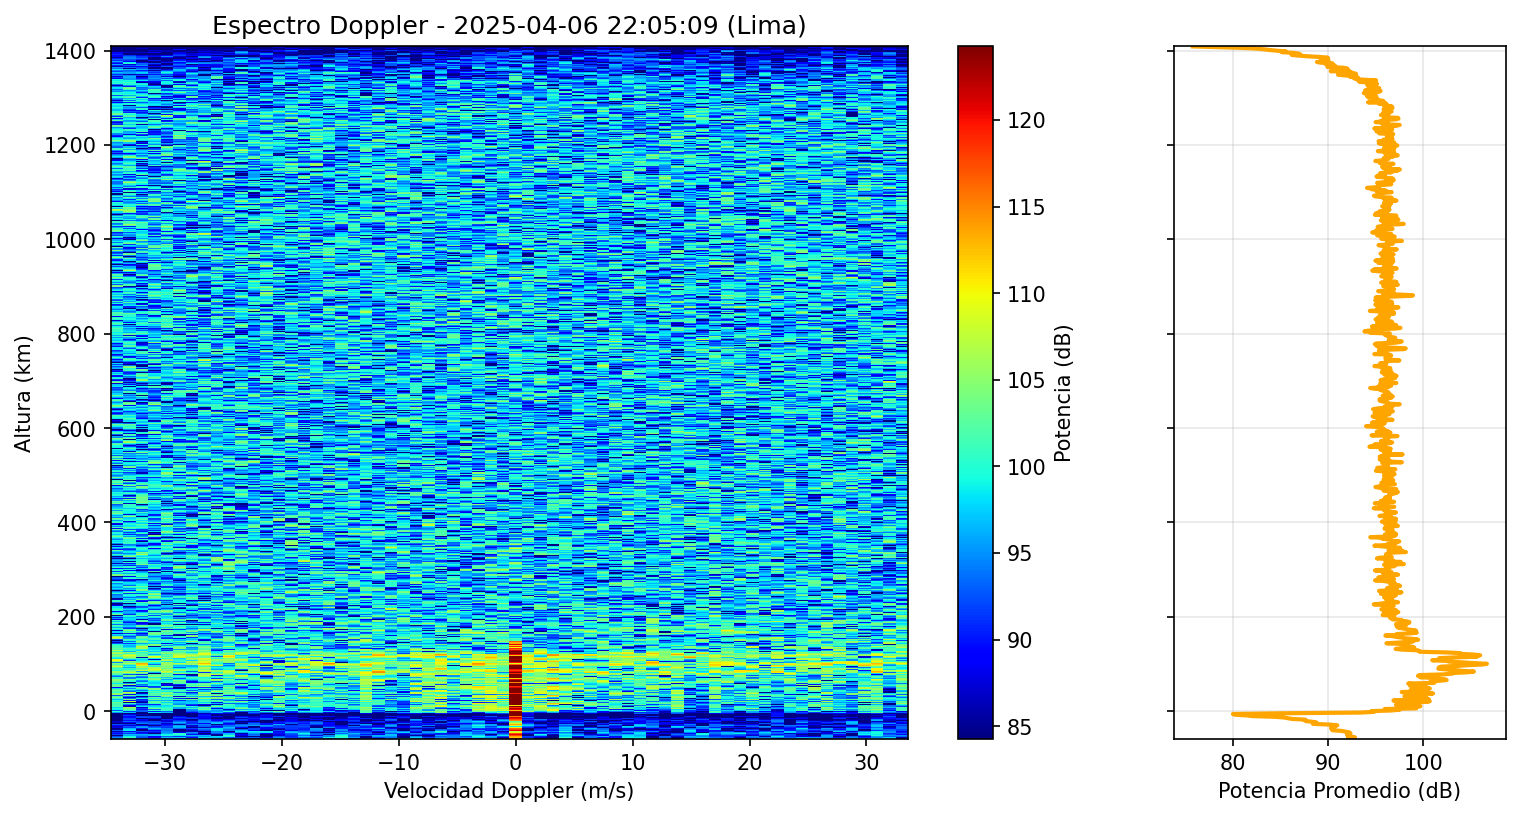 Espectro Doppler - 2025-04-06 22:05:09 (Lima)
Altura (km)
1400
1200
1000
800
600
400
200
0
−30 −20 −10 0 10 20 30
Velocidad Doppler (m/s)
120
115
110
105
100
95
90
85
Potencia (dB)
80 90 100
Potencia Promedio (dB)